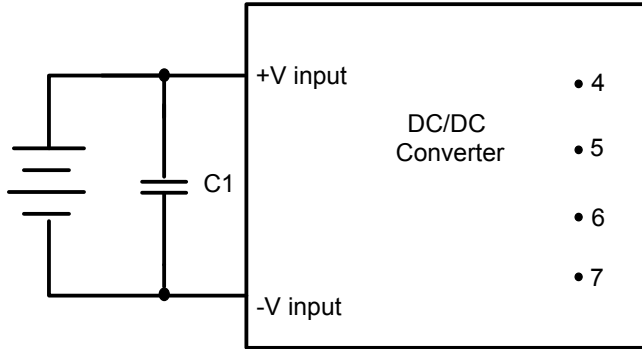 +V input
DC/DC
Converter
C1
-V input
4
5
6
7